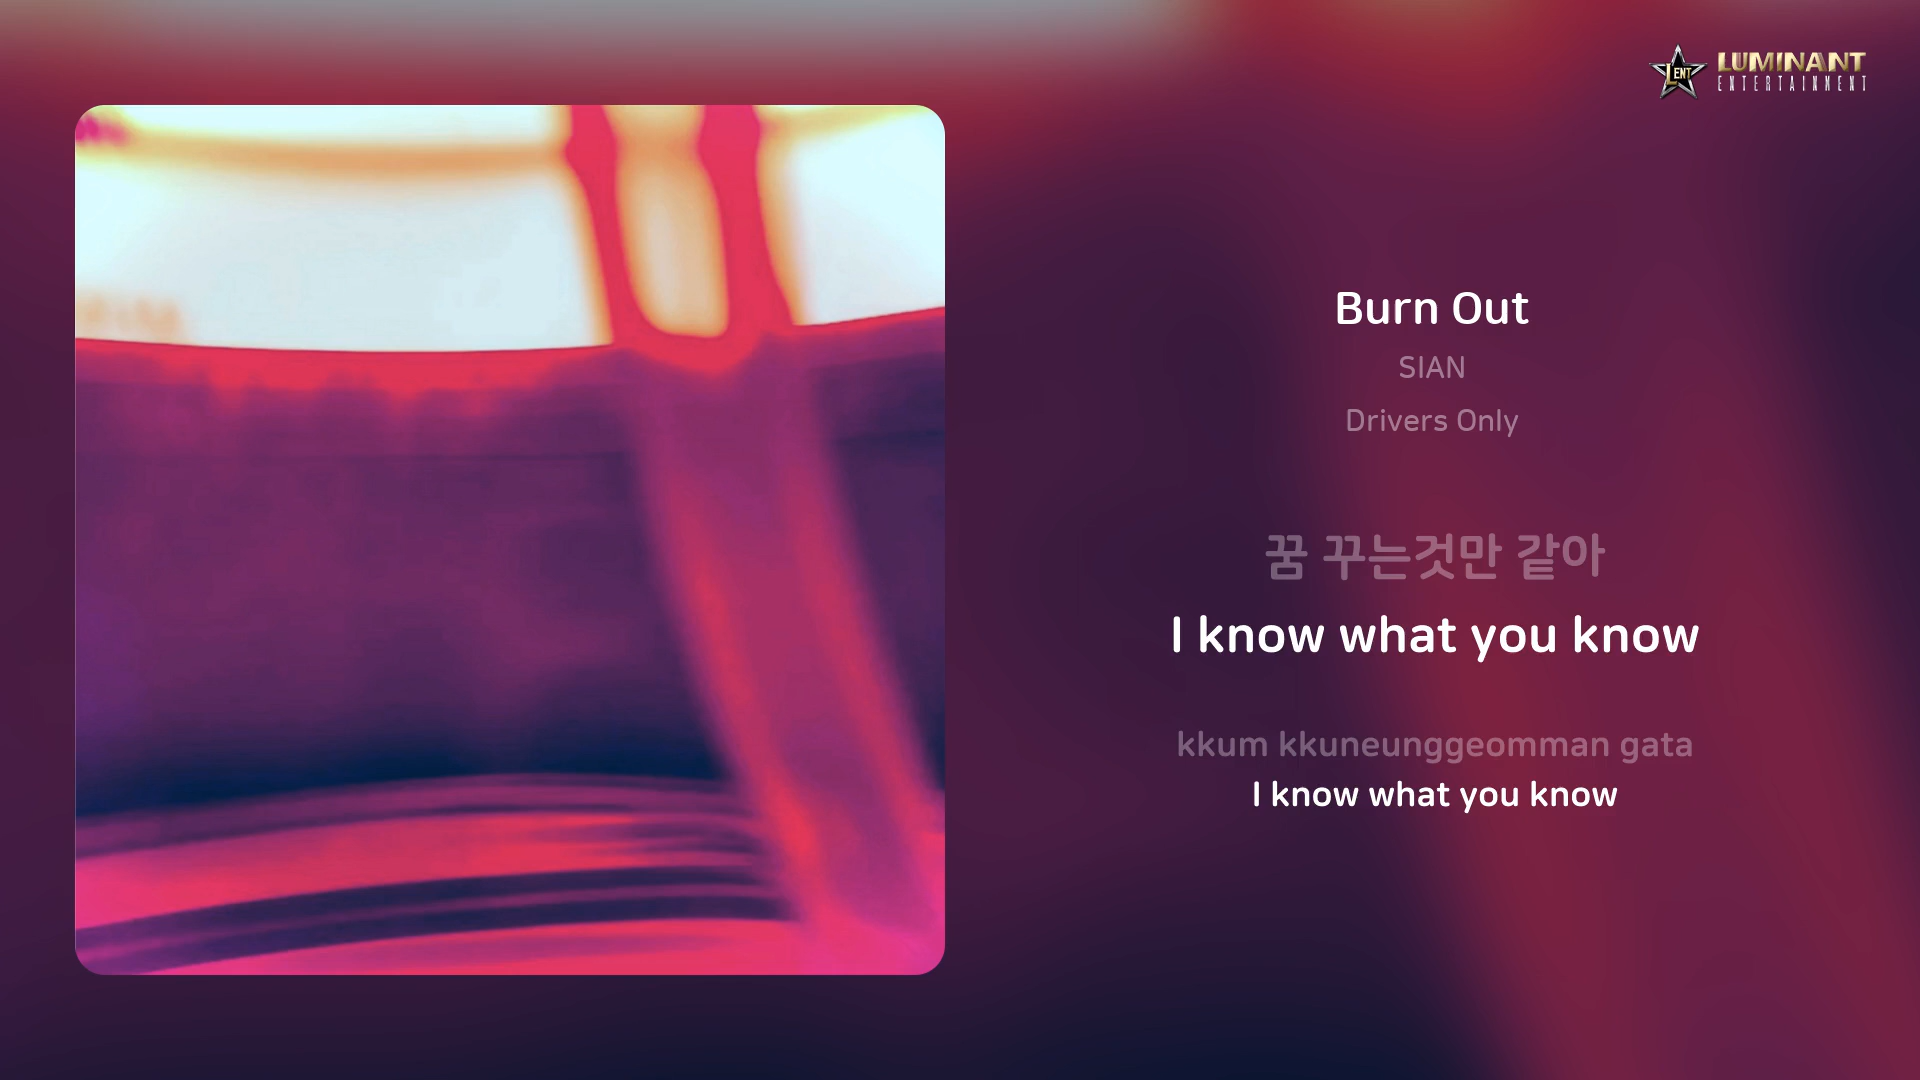 LENT
LUMINANT
ENTERTAINMENT
Burn Out
SIAN
Drivers Only
꿈 꾸는것만 같아
I know what you know
kkum kkuneunggeomman gata
I know what you know